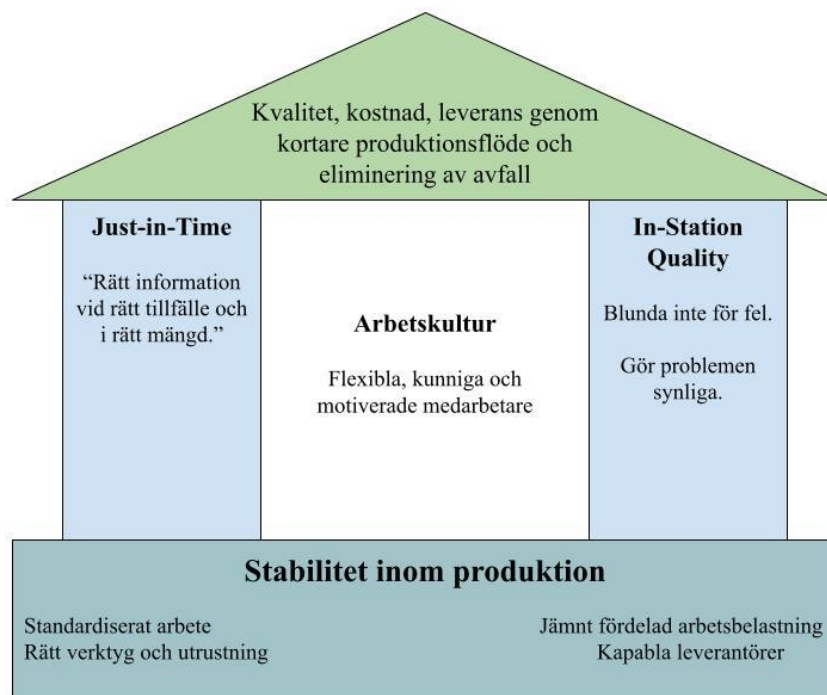 Kvalitet, kostnad, leverans genom
kortare produktionsflöde och
eliminering av avfall
Just-in-Time
“Rätt information
vid rätt tillfälle och
i rätt mängd.”
Arbetskultur
Flexibla, kunniga och
motiverade medarbetare
In-Station
Quality
Blunda inte för fel.
Gör problemen
synliga.
Stabilitet inom produktion
Standardiserat arbete
Rätt verktyg och utrustning
Jämnt fördelad arbetsbelastning
Kapabla leverantörer